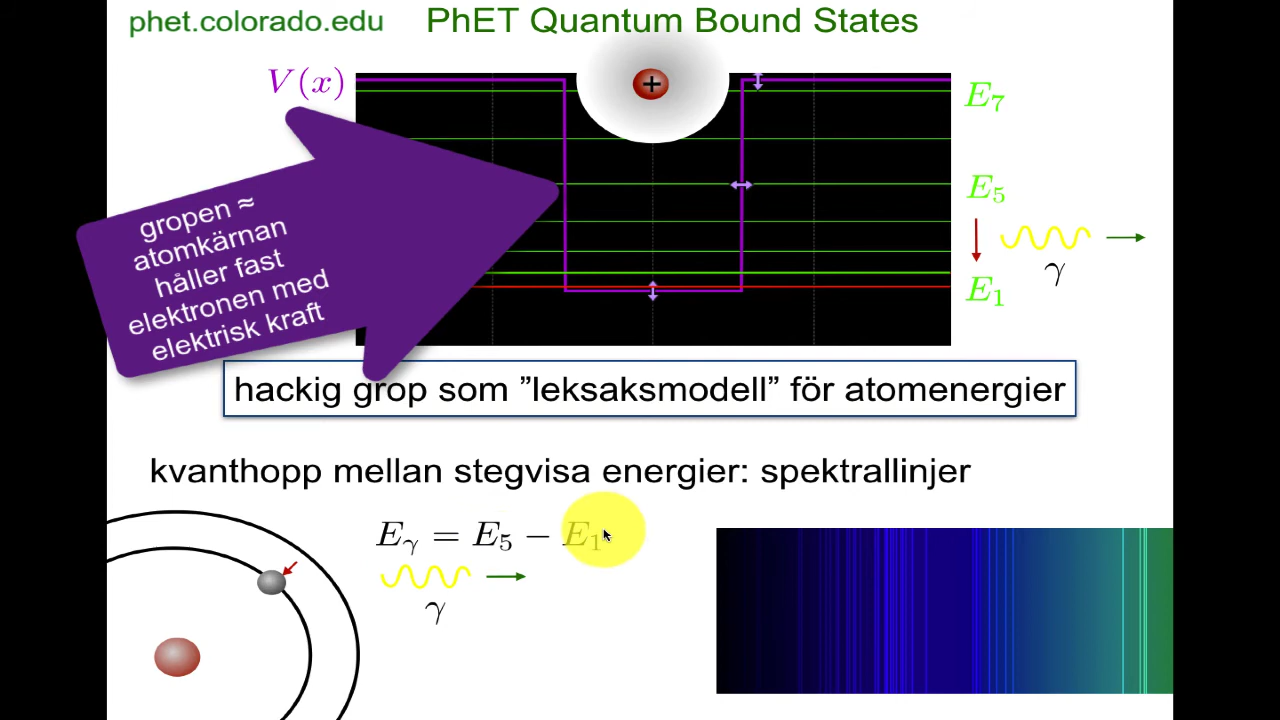 phet.colorado.edu PhET Quantum Bound States
V(x)
+
E₇
gropen ≈
atomkärnan
håller fast
elektronen med
elektrisk kraft
E₅
γ
E₁
hackig grop som ”leksaksmodell” för atomenergier
kvanthopp mellan stegvisa energier: spektrallinjer
Eᵧ = E₅ − E₁
γ